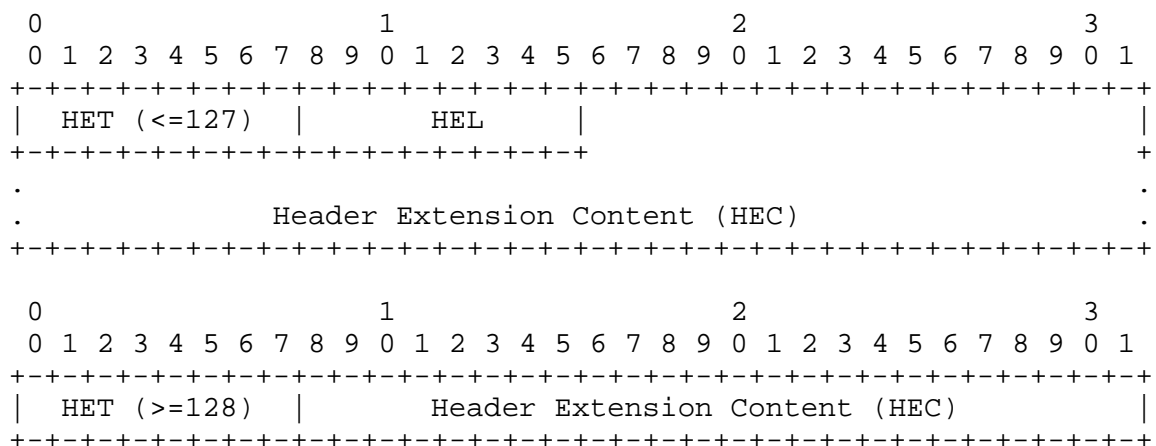 0                   1                   2                   3
 0 1 2 3 4 5 6 7 8 9 0 1 2 3 4 5 6 7 8 9 0 1 2 3 4 5 6 7 8 9 0 1
+-+-+-+-+-+-+-+-+-+-+-+-+-+-+-+-+-+-+-+-+-+-+-+-+-+-+-+-+-+-+-+-+
|  HET (<=127)  |       HEL     |                               |
+-+-+-+-+-+-+-+-+-+-+-+-+-+-+-+-+                               +
.                                                               .
.              Header Extension Content (HEC)                   .
+-+-+-+-+-+-+-+-+-+-+-+-+-+-+-+-+-+-+-+-+-+-+-+-+-+-+-+-+-+-+-+-+
 0                   1                   2                   3
 0 1 2 3 4 5 6 7 8 9 0 1 2 3 4 5 6 7 8 9 0 1 2 3 4 5 6 7 8 9 0 1
+-+-+-+-+-+-+-+-+-+-+-+-+-+-+-+-+-+-+-+-+-+-+-+-+-+-+-+-+-+-+-+-+
|  HET (>=128)  |       Header Extension Content (HEC)          |
+-+-+-+-+-+-+-+-+-+-+-+-+-+-+-+-+-+-+-+-+-+-+-+-+-+-+-+-+-+-+-+-+